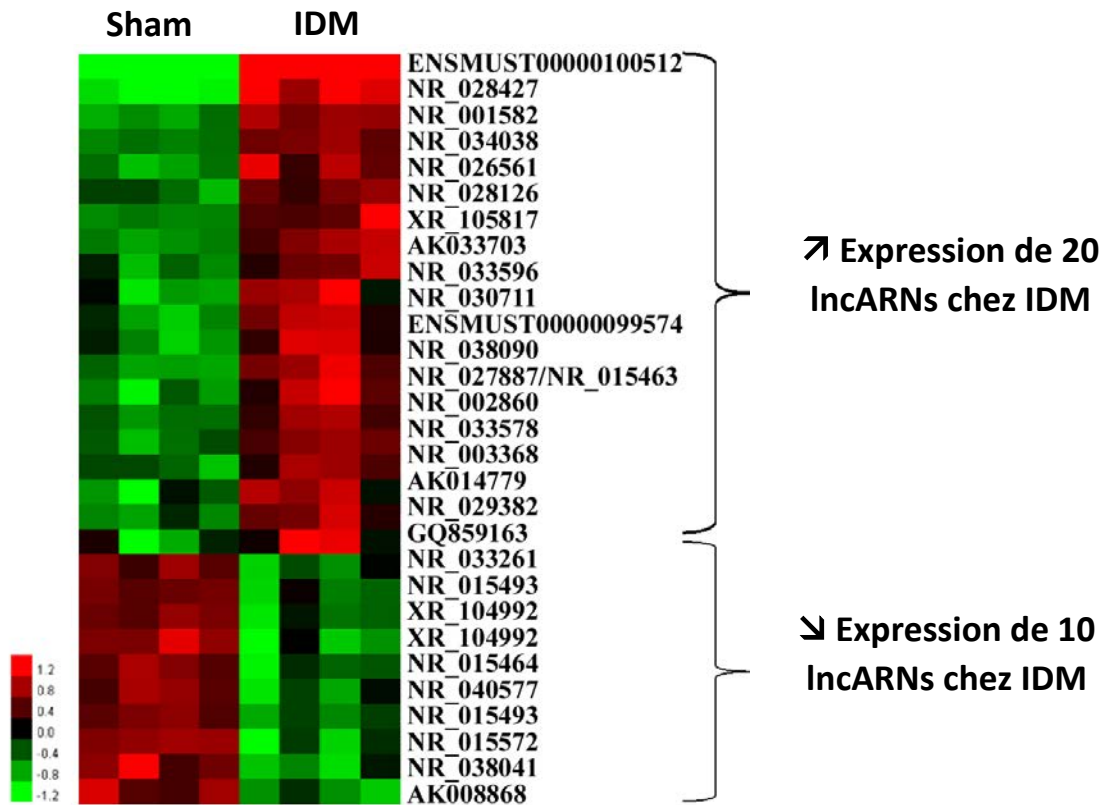 Sham IDM
ENSMUST00000100512
NR_028427
NR_001582
NR_034038
NR_026561
NR_028126
XR_105817
AK033703
NR_033596
NR_030711
ENSMUST00000099574
NR_038090
NR_027887/NR_015463
NR_002860
NR_033578
NR_003368
AK014779
NR_029382
GQ859163
NR_033261
NR_015493
XR_104992
XR_104992
NR_015464
NR_040577
NR_015493
NR_015572
NR_038041
AK008868
↗ Expression de 20
lncARNs chez IDM
↘ Expression de 10
lncARNs chez IDM
1.2
0.8
0.4
0.0
-0.4
-0.8
-1.2